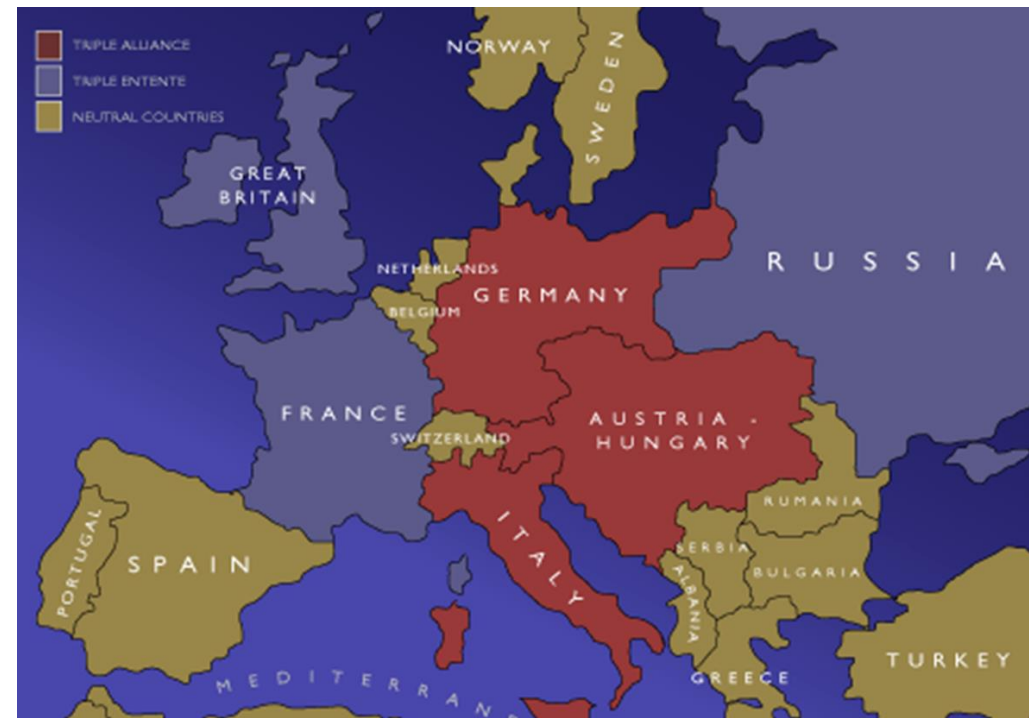 TRIPLE ALLIANCE
TRIPLE ENTENTE
NEUTRAL COUNTRIES
NORWAY
SWEDEN
GREAT
BRITAIN
NETHERLANDS
RUSSIA
GERMANY
BELGIUM
FRANCE
AUSTRIA -
HUNGARY
SWITZERLAND
RUMANIA
ITALY
PORTUGAL
SPAIN
SERBIA
BULGARIA
ALBANIA
TURKEY
GREECE
MEDITERRAN